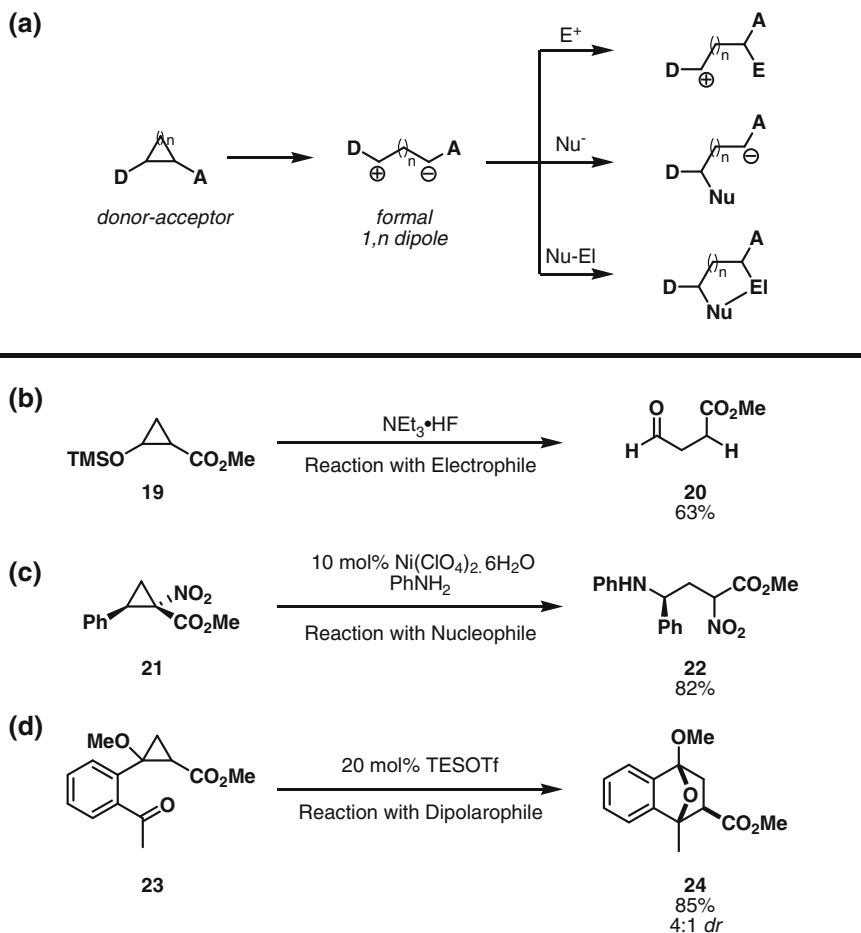 (a)
E⁺
A
D
( )n
⊕
E
( )n
D
A
donor-acceptor
D
( )n
A
⊕
⊖
formal
1,n dipole
Nu⁻
A
( )n
D
⊖
Nu
Nu-El
A
( )n
D
El
Nu
(b)
TMSO
CO₂Me
19
NEt₃•HF
Reaction with Electrophile
O
CO₂Me
H
H
20
63%
(c)
NO₂
Ph
CO₂Me
21
10 mol% Ni(ClO₄)₂.6H₂O
PhNH₂
Reaction with Nucleophile
PhHN
CO₂Me
Ph
NO₂
22
82%
(d)
MeO
CO₂Me
O
23
20 mol% TESOTf
Reaction with Dipolarophile
OMe
O
CO₂Me
24
85%
4:1 dr